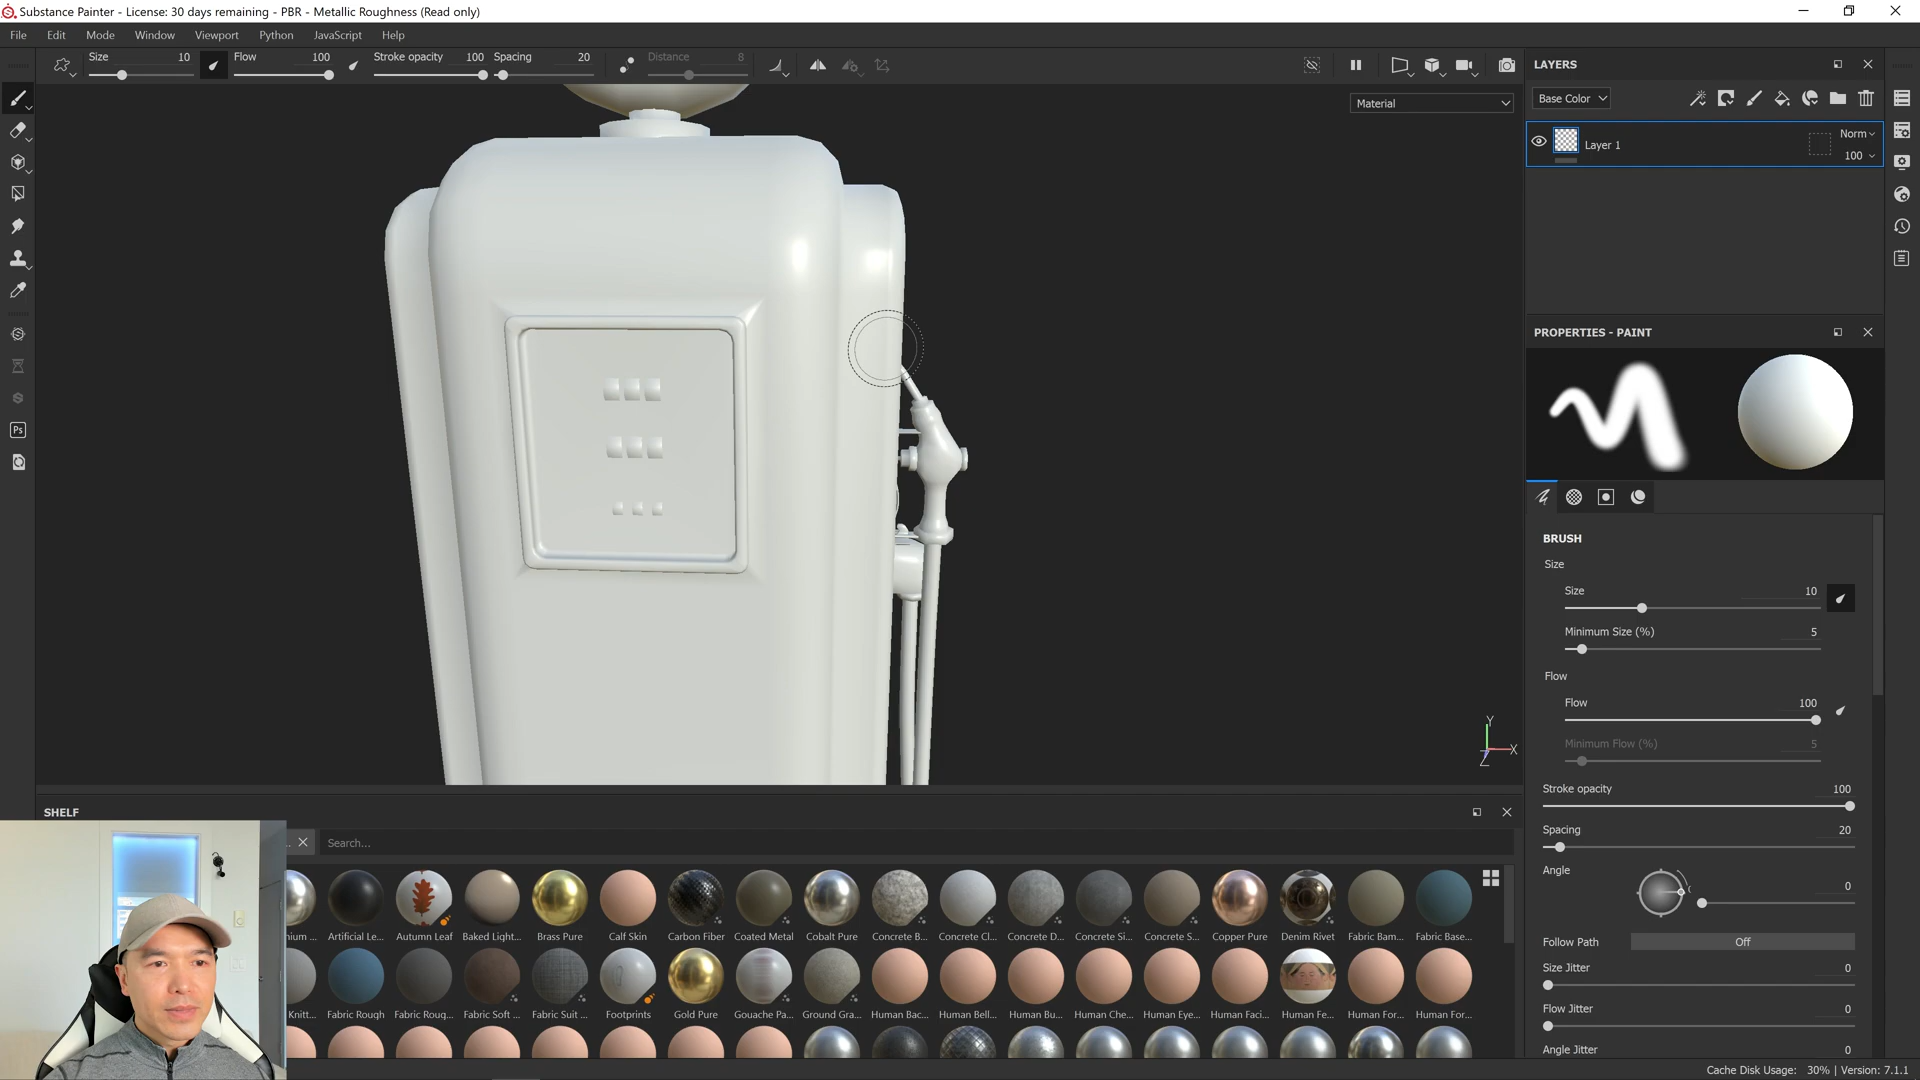 Substance Painter - License: 30 days remaining - PBR - Metallic Roughness (Read only)
File Edit Mode Window Viewport Python JavaScript Help
Size 10 Flow 100 Stroke opacity 100 Spacing 20 Distance 8
Material
LAYERS
Base Color
Layer 1
Norm
100
PROPERTIES - PAINT
BRUSH
Size
Size 10
Minimum Size (%) 5
Flow
Flow 100
Minimum Flow (%) 5
Stroke opacity 100
Spacing 20
Angle 0
Follow Path Off
Size Jitter 0
Flow Jitter 0
Angle Jitter 0
Ps
Y
X
Z
SHELF
Search...
nium ... Artificial Le... Autumn Leaf Baked Light... Brass Pure Calf Skin Carbon Fiber Coated Metal Cobalt Pure Concrete B... Concrete Cl... Concrete D... Concrete Si... Concrete S... Copper Pure Denim Rivet Fabric Bam... Fabric Base...
Knitt... Fabric Rough Fabric Roug... Fabric Soft ... Fabric Suit ... Footprints Gold Pure Gouache Pa... Ground Gra... Human Bac... Human Bell... Human Bu... Human Che... Human Eye... Human Faci... Human Fe... Human For... Human For...
Cache Disk Usage: 30% | Version: 7.1.1